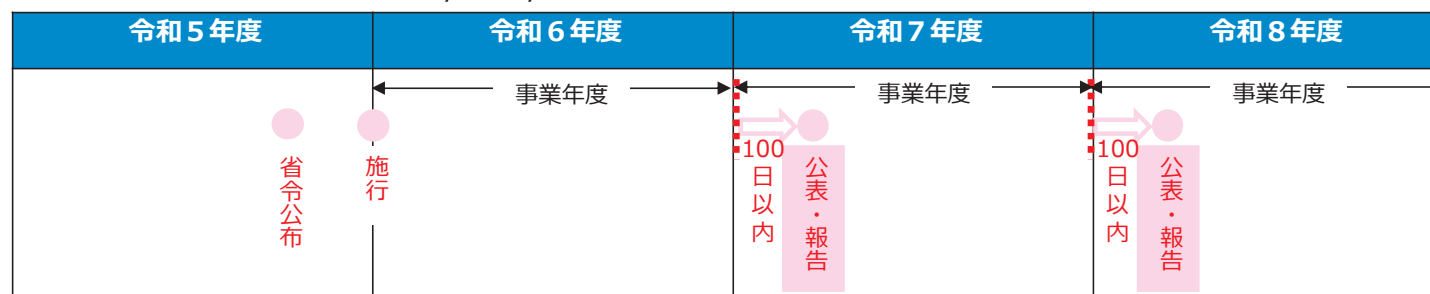 令和５年度
令和６年度
令和７年度
令和８年度
事業年度
事業年度
事業年度
省令公布
施行
100日以内
公表・報告
100日以内
公表・報告